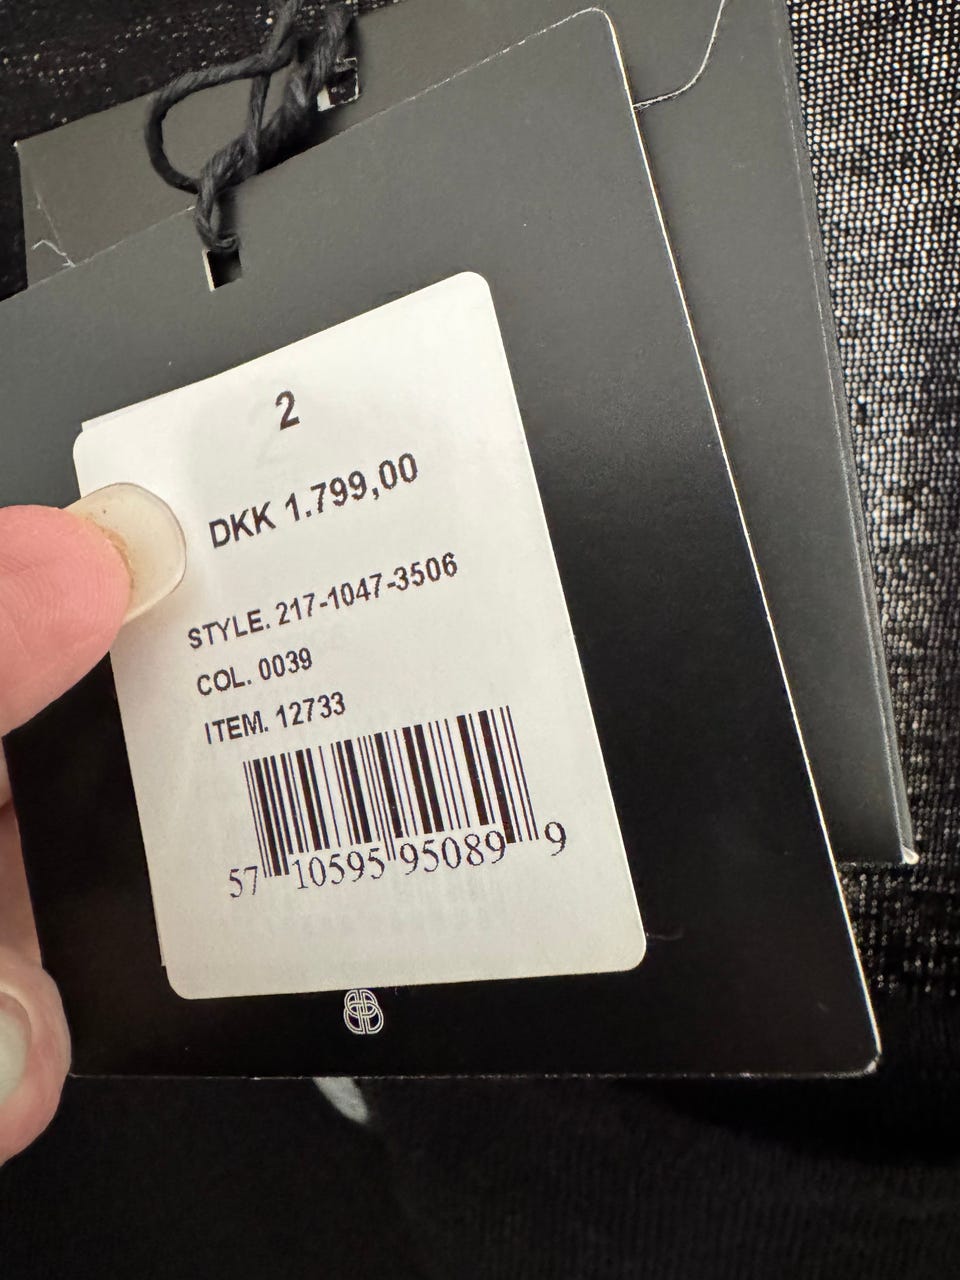 2
DKK 1.799,00
STYLE. 217-1047-3506
COL. 0039
ITEM. 12733
57 10595 95089 9